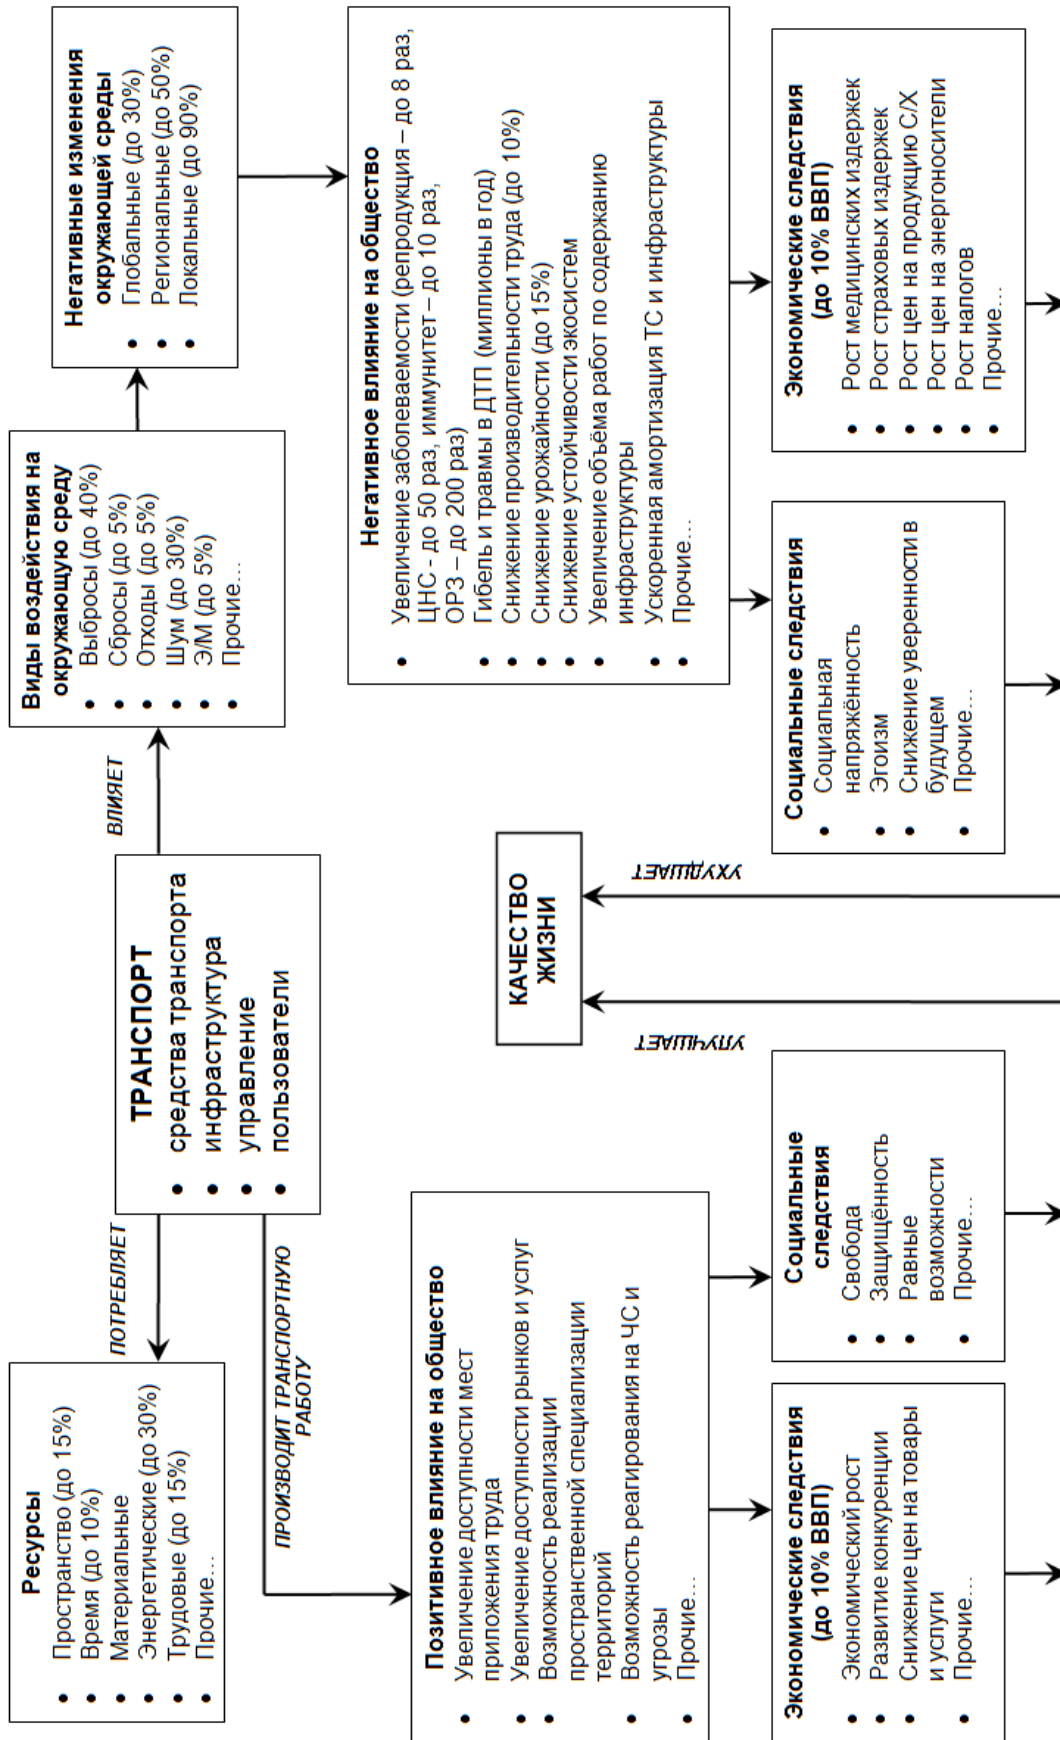 Ресурсы
• Пространство (до 15%)
• Время (до 10%)
• Материальные
• Энергетические (до 30%)
• Трудовые (до 15%)
• Прочие...
ПОТРЕБЛЯЕТ
ТРАНСПОРТ
• средства транспорта
• инфраструктура
• управление
• пользователи
ВЛИЯЕТ
Виды воздействия на
окружающую среду
• Выбросы (до 40%)
• Сбросы (до 5%)
• Отходы (до 5%)
• Шум (до 30%)
• Э/М (до 5%)
• Прочие...
Негативные изменения
окружающей среды
• Глобальные (до 30%)
• Региональные (до 50%)
• Локальные (до 90%)
ПРОИЗВОДИТ ТРАНСПОРТНУЮ
РАБОТУ
Позитивное влияние на общество
• Увеличение доступности мест
приложения труда
• Увеличение доступности рынков и услуг
• Возможность реализации
пространственной специализации
территорий
• Возможность реагирования на ЧС и
угрозы
• Прочие...
КАЧЕСТВО
ЖИЗНИ
Негативное влияние на общество
• Увеличение заболеваемости (репродукция – до 8 раз,
ЦНС - до 50 раз, иммунитет – до 10 раз,
ОРЗ – до 200 раз)
• Гибель и травмы в ДТП (миллионы в год)
• Снижение производительности труда (до 10%)
• Снижение урожайности (до 15%)
• Снижение устойчивости экосистем
• Увеличение объёма работ по содержанию
инфраструктуры
• Ускоренная амортизация ТС и инфраструктуры
• Прочие...
УЛУЧШАЕТ
УХУДШАЕТ
Экономические следствия
(до 10% ВВП)
• Экономический рост
• Развитие конкуренции
• Снижение цен на товары
и услуги
• Прочие...
Социальные
следствия
• Свобода
• Защищённость
• Равные
возможности
• Прочие...
Социальные следствия
• Социальная
напряжённость
• Эгоизм
• Снижение уверенности в
будущем
• Прочие...
Экономические следствия
(до 10% ВВП)
• Рост медицинских издержек
• Рост страховых издержек
• Рост цен на продукцию С/Х
• Рост цен на энергоносители
• Рост налогов
• Прочие...